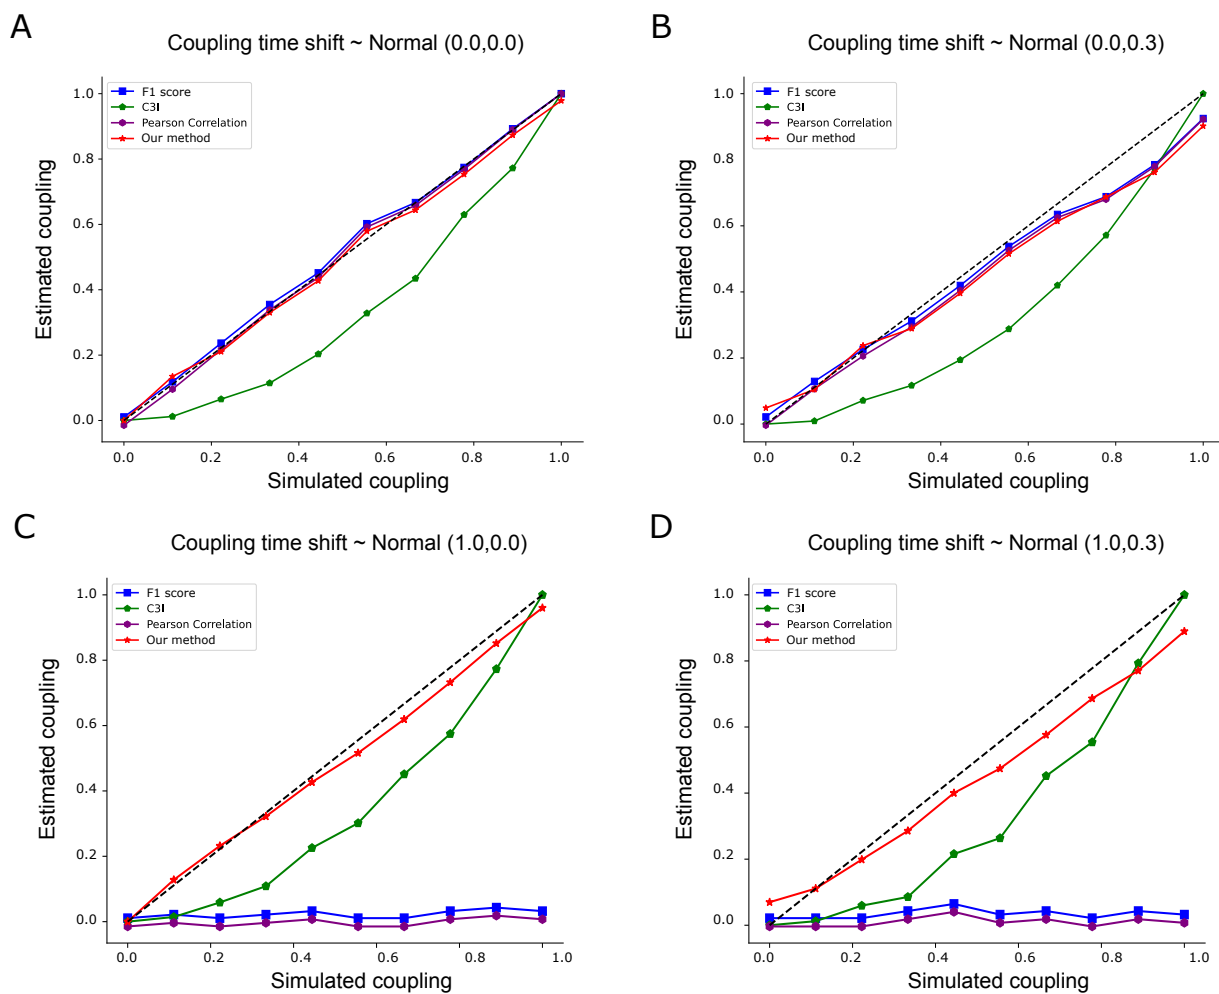 A
Coupling time shift ~ Normal (0.0,0.0)
F1 score
C3I
Pearson Correlation
Our method
1.0
0.8
0.6
0.4
0.2
0.0
Estimated coupling
0.0 0.2 0.4 0.6 0.8 1.0
Simulated coupling
B
Coupling time shift ~ Normal (0.0,0.3)
F1 score
C3I
Pearson Correlation
Our method
1.0
0.8
0.6
0.4
0.2
0.0
Estimated coupling
0.0 0.2 0.4 0.6 0.8 1.0
Simulated coupling
C
Coupling time shift ~ Normal (1.0,0.0)
F1 score
C3I
Pearson Correlation
Our method
1.0
0.8
0.6
0.4
0.2
0.0
Estimated coupling
0.0 0.2 0.4 0.6 0.8 1.0
Simulated coupling
D
Coupling time shift ~ Normal (1.0,0.3)
F1 score
C3I
Pearson Correlation
Our method
1.0
0.8
0.6
0.4
0.2
0.0
Estimated coupling
0.0 0.2 0.4 0.6 0.8 1.0
Simulated coupling